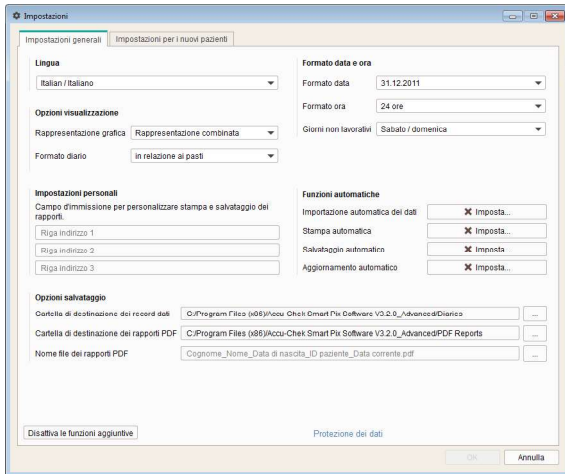 Impostazioni
Impostazioni generali
Impostazioni per i nuovi pazienti
Lingua
Italian / Italiano
Opzioni visualizzazione
Rappresentazione grafica
Rappresentazione combinata
Formato diario
in relazione ai pasti
Formato data e ora
Formato data
31.12.2011
Formato ora
24 ore
Giorni non lavorativi
Sabato / domenica
Impostazioni personali
Campo d'immissione per personalizzare stampa e salvataggio dei
rapporti.
Riga indirizzo 1
Riga indirizzo 2
Riga indirizzo 3
Funzioni automatiche
Importazione automatica dei dati
Imposta...
Stampa automatica
Imposta...
Salvataggio automatico
Imposta...
Aggiornamento automatico
Imposta...
Opzioni salvataggio
Cartella di destinazione dei record dati
C:/Program Files (x86)/Accu-Chek Smart Pix Software V3.2.0_Advanced/Diaries
...
Cartella di destinazione dei rapporti PDF
C:/Program Files (x86)/Accu-Chek Smart Pix Software V3.2.0_Advanced/PDF Reports
...
Nome file dei rapporti PDF
Cognome_Nome_Data di nascita_ID paziente_Data corrente.pdf
...
Disattiva le funzioni aggiuntive
Protezione dei dati
OK
Annulla